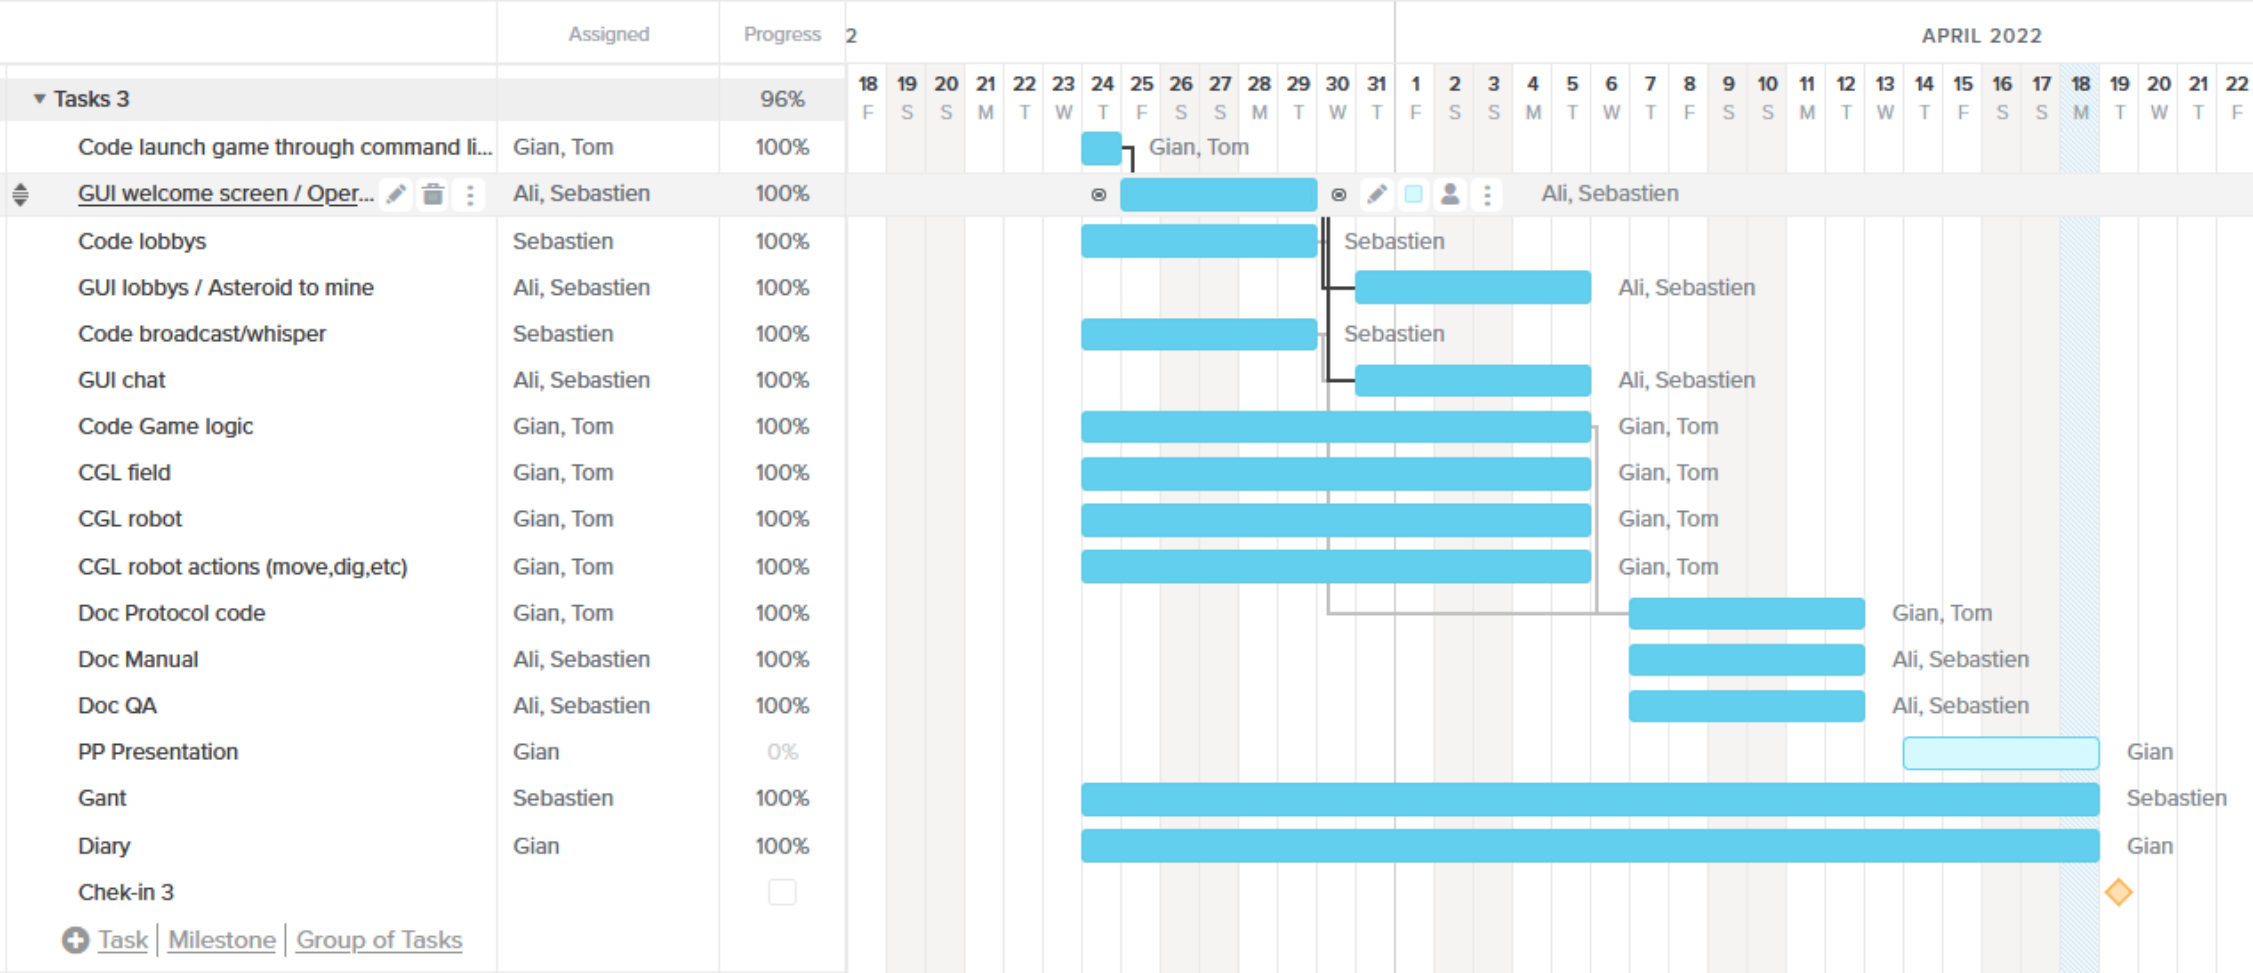 Assigned Progress 2 APRIL 2022
18 19 20 21 22 23 24 25 26 27 28 29 30 31 1 2 3 4 5 6 7 8 9 10 11 12 13 14 15 16 17 18 19 20 21 22
Tasks 3 96%
F S S M T W T F S S M T W T F S S M T W T F S S M T W T F S S M T W T F
Code launch game through command li... Gian, Tom 100% Gian, Tom
GUI welcome screen / Oper... Ali, Sebastien 100% Ali, Sebastien
Code lobbys Sebastien 100% Sebastien
GUI lobbys / Asteroid to mine Ali, Sebastien 100% Ali, Sebastien
Code broadcast/whisper Sebastien 100% Sebastien
GUI chat Ali, Sebastien 100% Ali, Sebastien
Code Game logic Gian, Tom 100% Gian, Tom
CGL field Gian, Tom 100% Gian, Tom
CGL robot Gian, Tom 100% Gian, Tom
CGL robot actions (move,dig,etc) Gian, Tom 100% Gian, Tom
Doc Protocol code Gian, Tom 100% Gian, Tom
Doc Manual Ali, Sebastien 100% Ali, Sebastien
Doc QA Ali, Sebastien 100% Ali, Sebastien
PP Presentation Gian 0% Gian
Gant Sebastien 100% Sebastien
Diary Gian 100% Gian
Chek-in 3
Task | Milestone | Group of Tasks